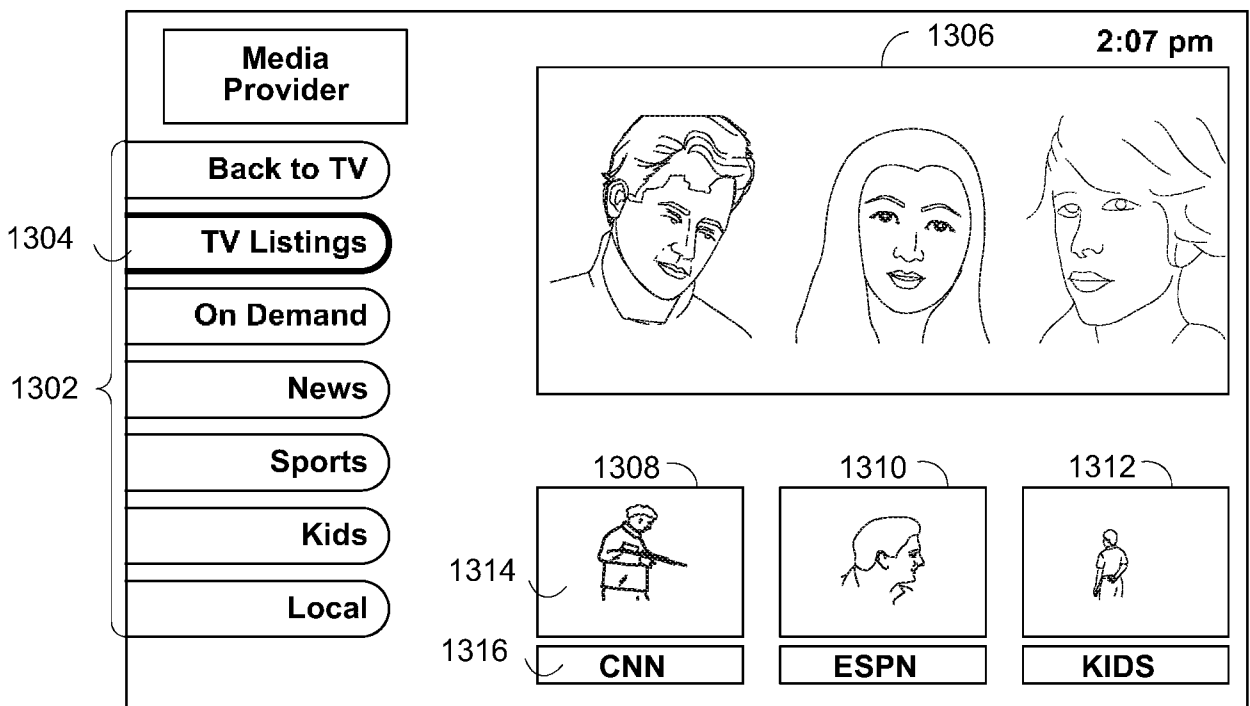 1306
2:07 pm
Media
Provider
Back to TV
1304
TV Listings
On Demand
1302
News
Sports
1308
1310
1312
Kids
1314
Local
1316
CNN
ESPN
KIDS